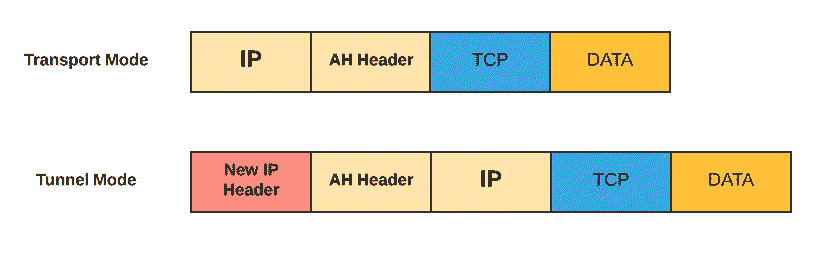 Transport Mode
IP
AH Header
TCP
DATA
Tunnel Mode
New IP
Header
AH Header
IP
TCP
DATA